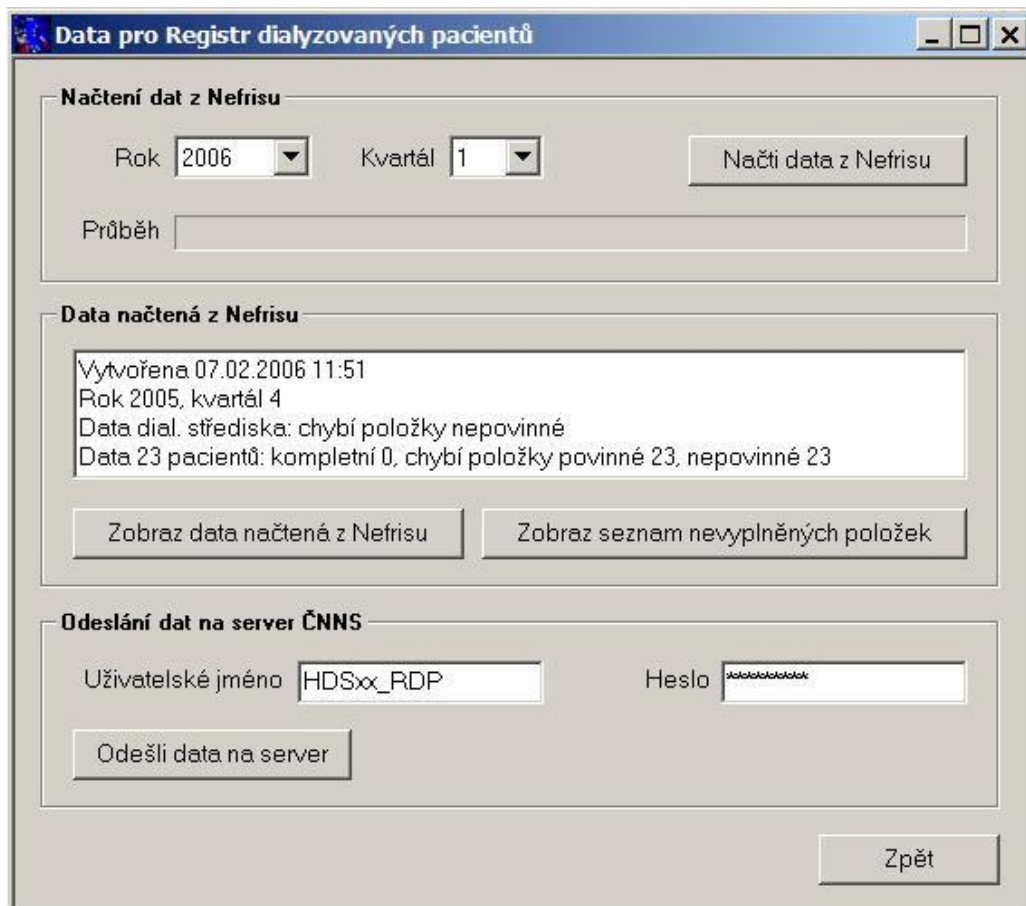 Data pro Registr dialyzovaných pacientů
Načtení dat z Nefrisu
Rok 2006 Kvartál 1 Načti data z Nefrisu
Průběh
Data načtená z Nefrisu
Vytvořena 07.02.2006 11:51
Rok 2005, kvartál 4
Data dial. střediska: chybí položky nepovinné
Data 23 pacientů: kompletní 0, chybí položky povinné 23, nepovinné 23
Zobraz data načtená z Nefrisu Zobraz seznam nevyplněných položek
Odeslání dat na server ČNNS
Uživatelské jméno HDSxx_RDP Heslo **********
Odešli data na server
Zpět